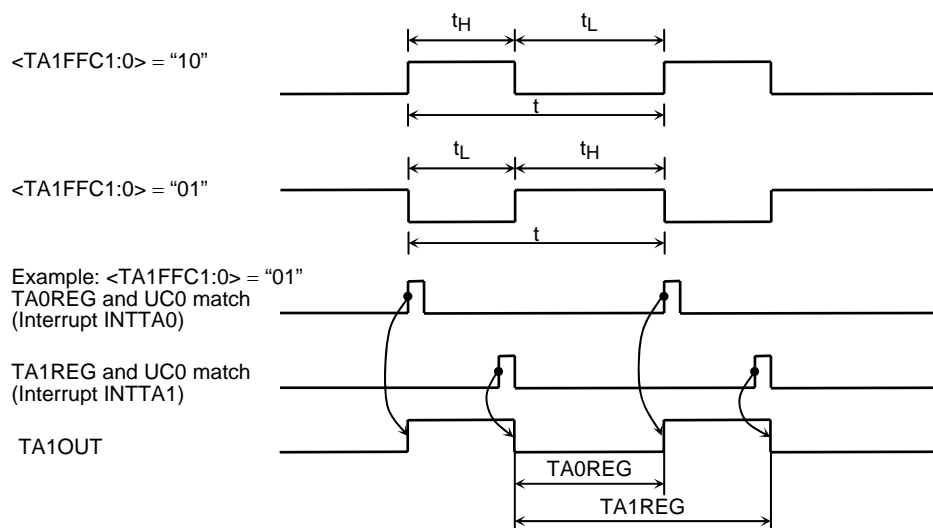 tH
tL
<TA1FFC1:0> = “10”
t
tL
tH
<TA1FFC1:0> = “01”
t
Example: <TA1FFC1:0> = “01”
TA0REG and UC0 match
(Interrupt INTTA0)
TA1REG and UC0 match
(Interrupt INTTA1)
TA1OUT
TA0REG
TA1REG